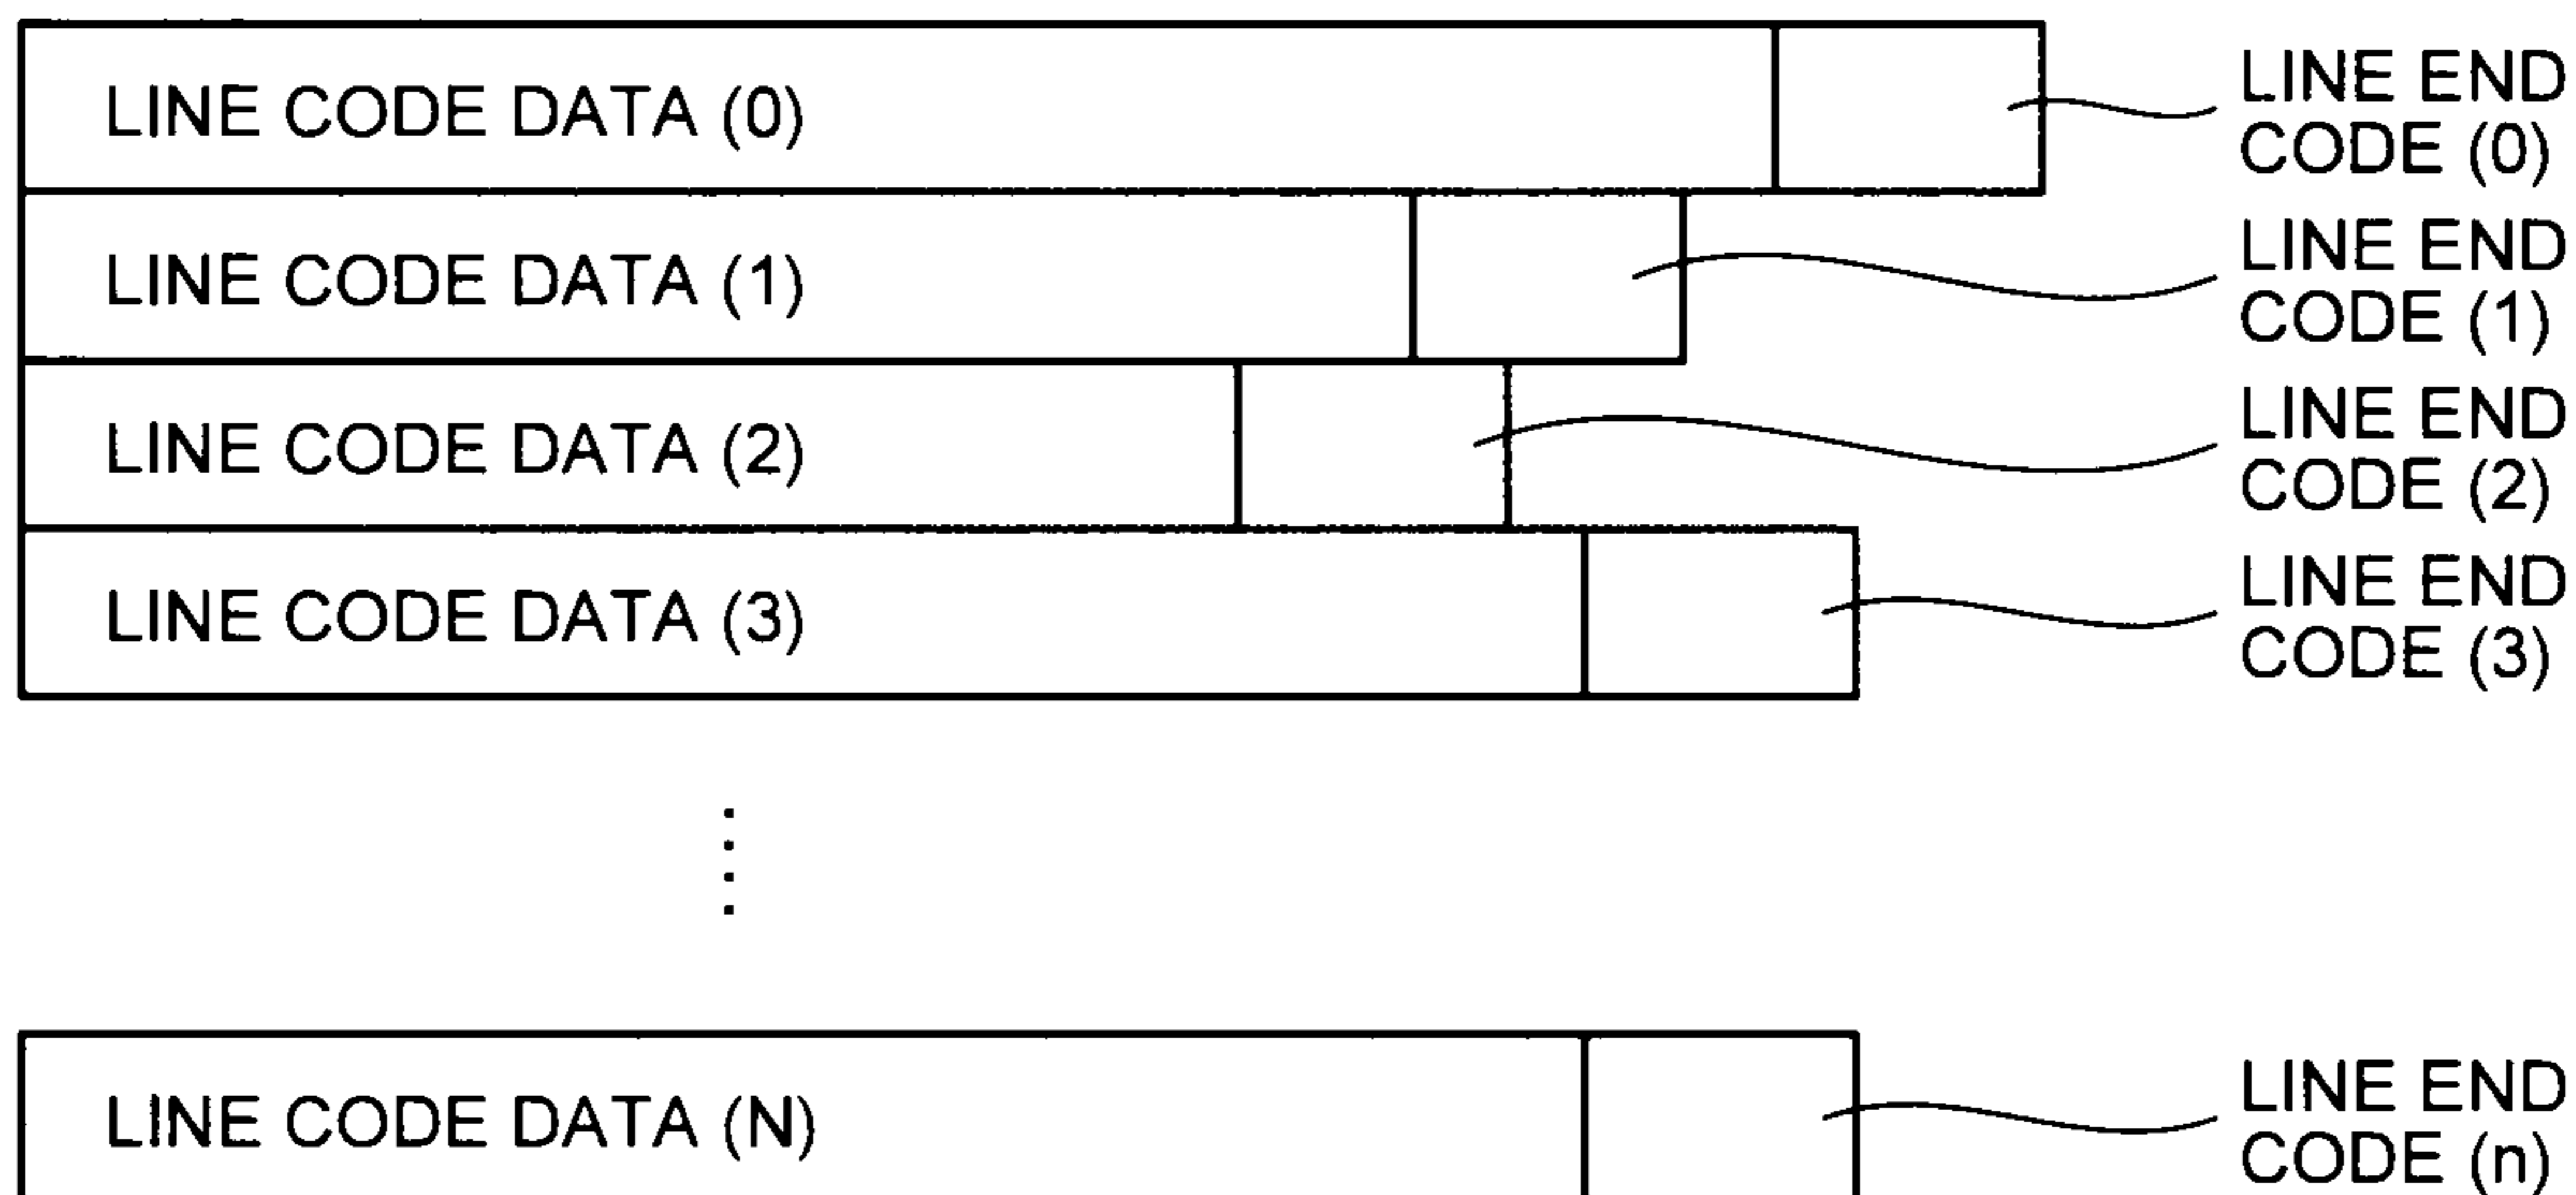 LINE CODE DATA (0)
LINE END
CODE (0)
LINE CODE DATA (1)
LINE END
CODE (1)
LINE CODE DATA (2)
LINE END
CODE (2)
LINE CODE DATA (3)
LINE END
CODE (3)
LINE CODE DATA (N)
LINE END
CODE (n)